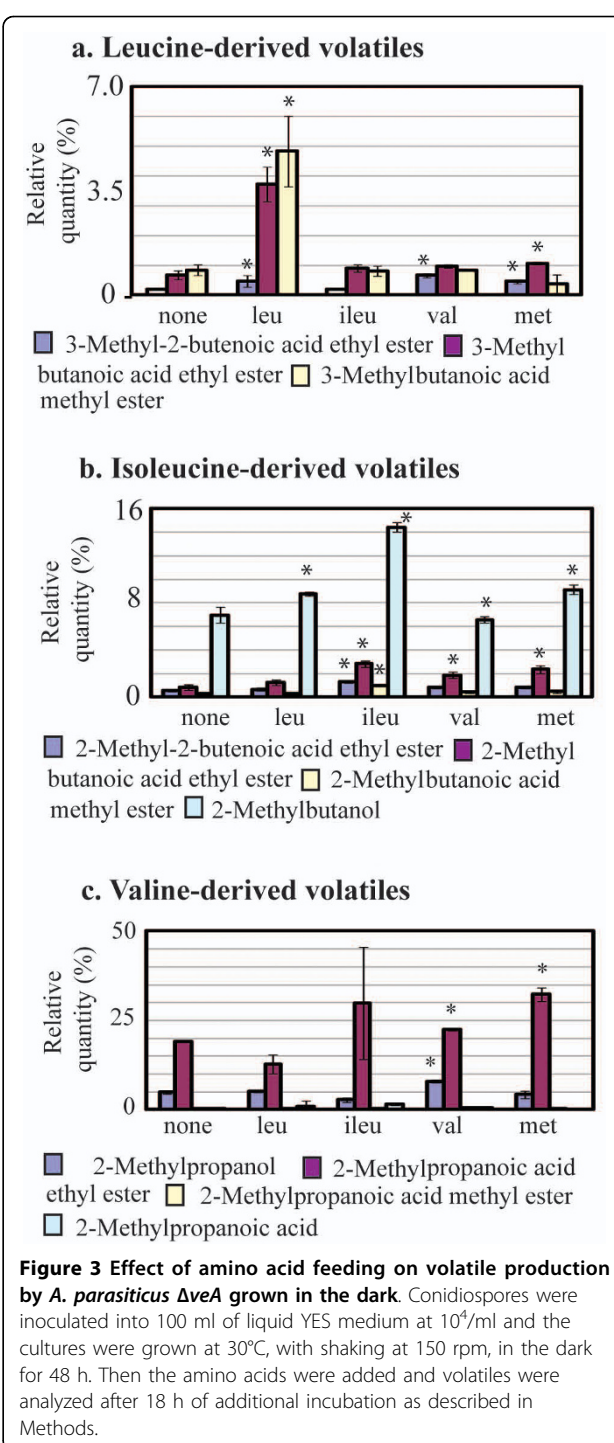 a. Leucine-derived volatiles
Relative quantity (%)
7.0
3.5
0
* * * * * *
none leu ileu val met
3-Methyl-2-butenoic acid ethyl ester 3-Methyl
butanoic acid ethyl ester 3-Methylbutanoic acid
methyl ester
b. Isoleucine-derived volatiles
Relative quantity (%)
16
8
0
* * * * * * * * *
none leu ileu val met
2-Methyl-2-butenoic acid ethyl ester 2-Methyl
butanoic acid ethyl ester 2-Methylbutanoic acid
methyl ester 2-Methylbutanol
c. Valine-derived volatiles
Relative quantity (%)
50
25
0
* * *
none leu ileu val met
2-Methylpropanol 2-Methylpropanoic acid
ethyl ester 2-Methylpropanoic acid methyl ester
2-Methylpropanoic acid
Figure 3 Effect of amino acid feeding on volatile production
by A. parasiticus ΔveA grown in the dark. Conidiospores were
inoculated into 100 ml of liquid YES medium at 10⁴/ml and the
cultures were grown at 30°C, with shaking at 150 rpm, in the dark
for 48 h. Then the amino acids were added and volatiles were
analyzed after 18 h of additional incubation as described in
Methods.